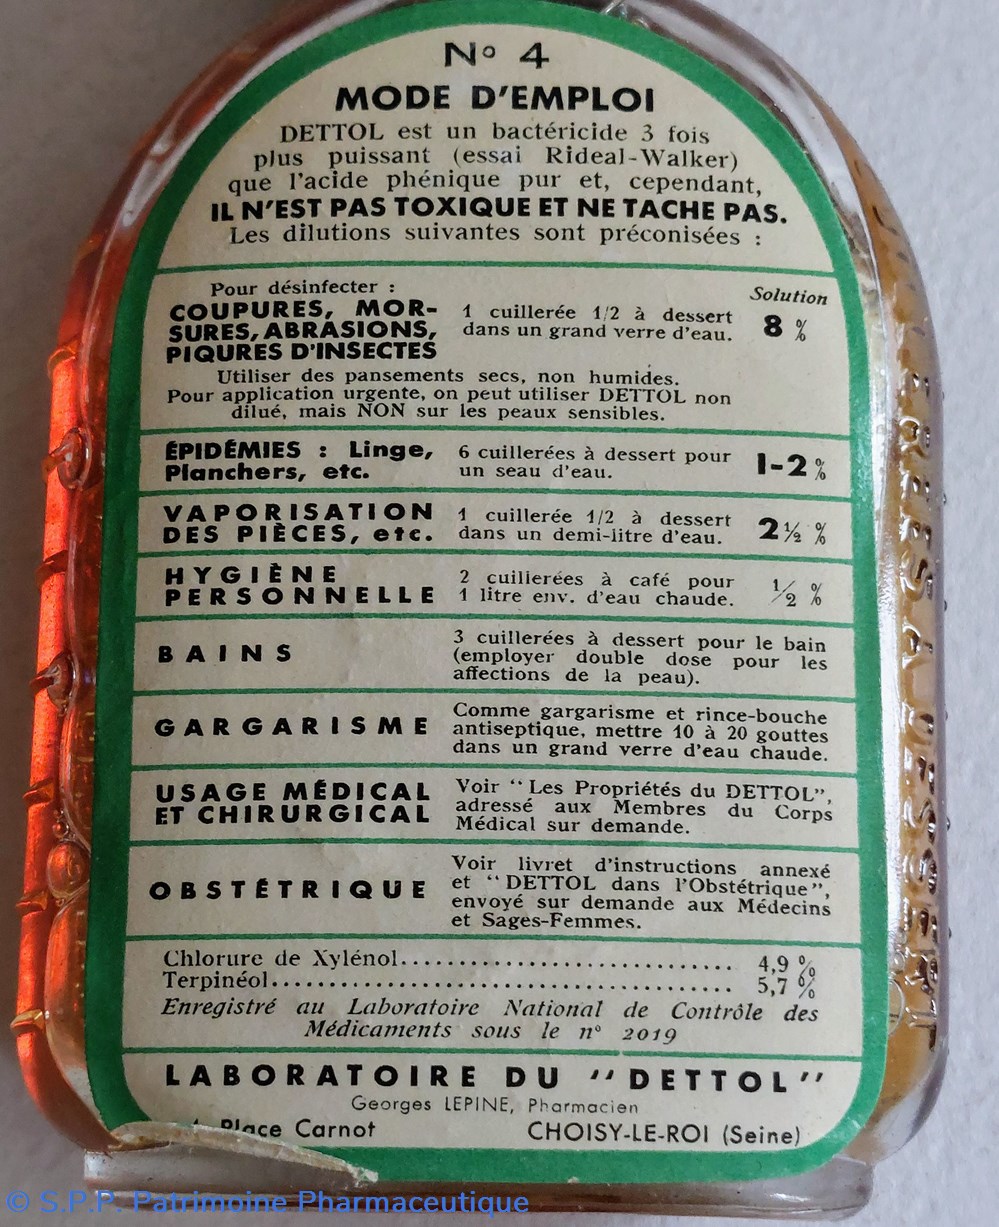 No 4
MODE D'EMPLOI
DETTOL est un bactéricide 3 fois
plus puissant (essai Rideal-Walker)
que l'acide phénique pur et, cependant,
IL N'EST PAS TOXIQUE ET NE TACHE PAS.
Les dilutions suivantes sont préconisées :
Solution
Pour désinfecter :
COUPURES, MOR-
SURES, ABRASIONS,
PIQURES D'INSECTES
1 cuillerée 1/2 à dessert
dans un grand verre d'eau.
8 %
Utiliser des pansements secs, non humides.
Pour application urgente, on peut utiliser DETTOL non
dilué, mais NON sur les peaux sensibles.
ÉPIDÉMIES : Linge,
Planchers, etc.
6 cuillerées à dessert pour
un seau d'eau.
1-2 %
VAPORISATION
DES PIÈCES, etc.
1 cuillerée 1/2 à dessert
dans un demi-litre d'eau.
2 ½ %
HYGIÈNE
PERSONNELLE
2 cuillerées à café pour
1 litre env. d'eau chaude.
½ %
BAINS
3 cuillerées à dessert pour le bain
(employer double dose pour les
affections de la peau).
GARGARISME
Comme gargarisme et rince-bouche
antiseptique, mettre 10 à 20 gouttes
dans un grand verre d'eau chaude.
USAGE MÉDICAL
ET CHIRURGICAL
Voir "Les Propriétés du DETTOL",
adressé aux Membres du Corps
Médical sur demande.
OBSTÉTRIQUE
Voir livret d'instructions annexé
et "DETTOL dans l'Obstétrique",
envoyé sur demande aux Médecins
et Sages-Femmes.
Chlorure de Xylénol.................................. 4,9 %
Terpinéol............................................... 5,7 %
Enregistré au Laboratoire National de Contrôle des
Médicaments sous le n° 2019
LABORATOIRE DU "DETTOL"
Georges LEPINE, Pharmacien
Place Carnot CHOISY-LE-ROI (Seine)
© S.P.P. Patrimoine Pharmaceutique